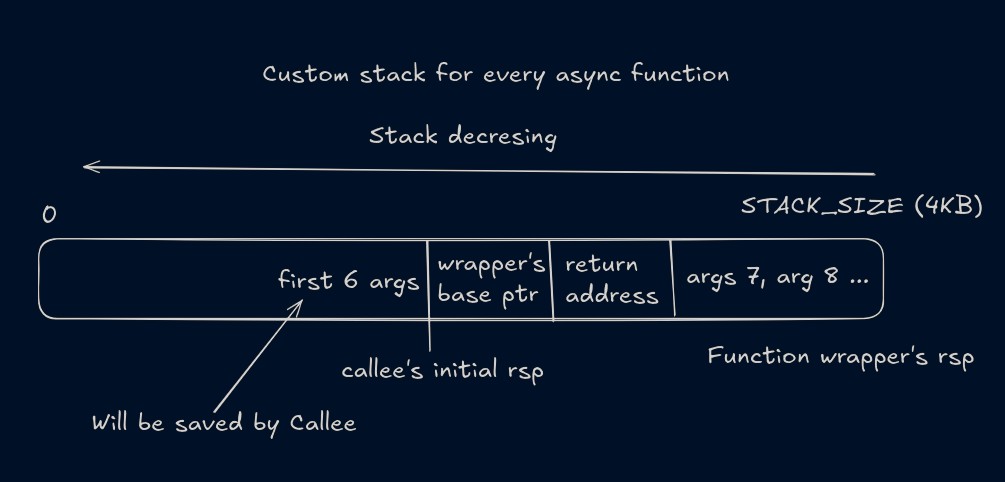 Custom stack for every async function
Stack decresing
0
STACK_SIZE (4KB)
first 6 args
wrapper's
base ptr
return
address
args 7, arg 8 ...
callee's initial rsp
Function wrapper's rsp
Will be saved by Callee